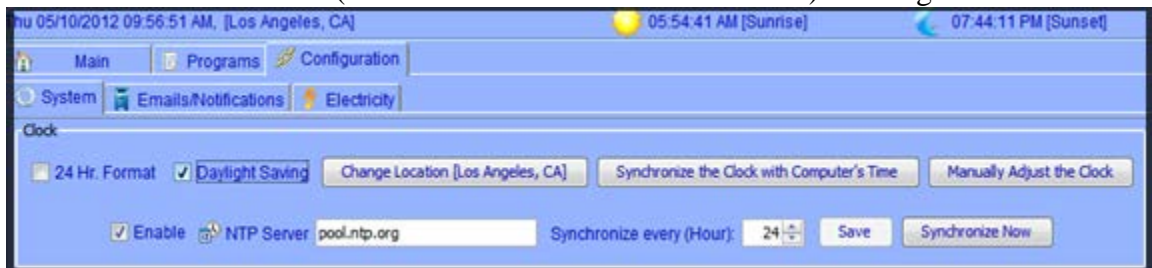 hu 05/10/2012 09:56:51 AM, [Los Angeles, CA] 05:54:41 AM [Sunrise] 07:44:11 PM [Sunset]
Main Programs Configuration
System Emails/Notifications Electricity
Clock
24 Hr. Format Daylight Saving Change Location [Los Angeles, CA] Synchronize the Clock with Computer's Time Manually Adjust the Clock
Enable NTP Server pool.ntp.org Synchronize every (Hour): 24 Save Synchronize Now